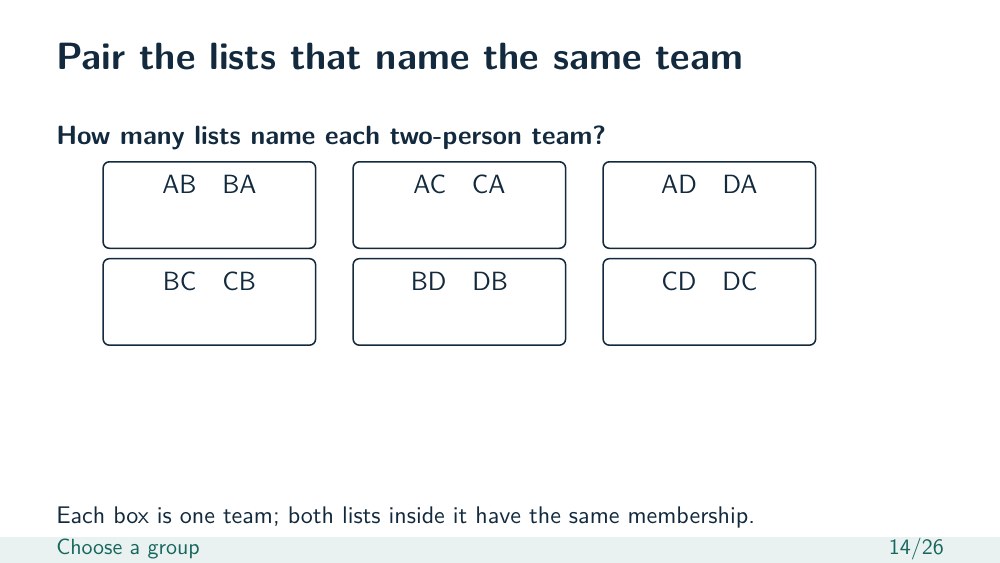 Pair the lists that name the same team
How many lists name each two-person team?
AB BA AC CA AD DA
BC CB BD DB CD DC
Each box is one team; both lists inside it have the same membership.
Choose a group 14/26